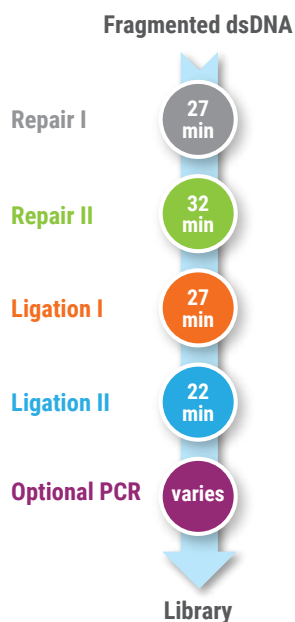 Fragmented dsDNA
Repair I
27
min
Repair II
32
min
Ligation I
27
min
Ligation II
22
min
Optional PCR
varies
Library